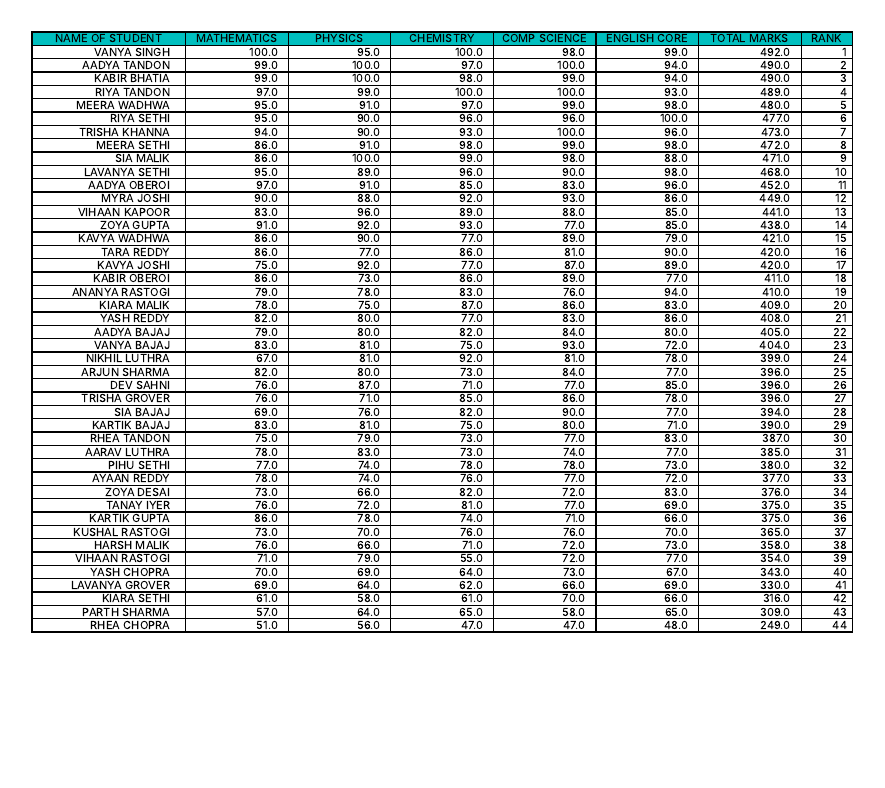 NAME OF STUDENT MATHEMATICS PHYSICS CHEMISTRY COMP SCIENCE ENGLISH CORE TOTAL MARKS RANK
VANYA SINGH 100.0 95.0 100.0 98.0 99.0 492.0 1
AADYA TANDON 99.0 100.0 97.0 100.0 94.0 490.0 2
KABIR BHATIA 99.0 100.0 98.0 99.0 94.0 490.0 3
RIYA TANDON 97.0 99.0 100.0 100.0 93.0 489.0 4
MEERA WADHWA 95.0 91.0 97.0 99.0 98.0 480.0 5
RIYA SETHI 95.0 90.0 96.0 96.0 100.0 477.0 6
TRISHA KHANNA 94.0 90.0 93.0 100.0 96.0 473.0 7
MEERA SETHI 86.0 91.0 98.0 99.0 98.0 472.0 8
SIA MALIK 86.0 100.0 99.0 98.0 88.0 471.0 9
LAVANYA SETHI 95.0 89.0 96.0 90.0 98.0 468.0 10
AADYA OBEROI 97.0 91.0 85.0 83.0 96.0 452.0 11
MYRA JOSHI 90.0 88.0 92.0 93.0 86.0 449.0 12
VIHAAN KAPOOR 83.0 96.0 89.0 88.0 85.0 441.0 13
ZOYA GUPTA 91.0 92.0 93.0 77.0 85.0 438.0 14
KAVYA WADHWA 86.0 90.0 77.0 89.0 79.0 421.0 15
TARA REDDY 86.0 77.0 86.0 81.0 90.0 420.0 16
KAVYA JOSHI 75.0 92.0 77.0 87.0 89.0 420.0 17
KABIR OBEROI 86.0 73.0 86.0 89.0 77.0 411.0 18
ANANYA RASTOGI 79.0 78.0 83.0 76.0 94.0 410.0 19
KIARA MALIK 78.0 75.0 87.0 86.0 83.0 409.0 20
YASH REDDY 82.0 80.0 77.0 83.0 86.0 408.0 21
AADYA BAJAJ 79.0 80.0 82.0 84.0 80.0 405.0 22
VANYA BAJAJ 83.0 81.0 75.0 93.0 72.0 404.0 23
NIKHIL LUTHRA 67.0 81.0 92.0 81.0 78.0 399.0 24
ARJUN SHARMA 82.0 80.0 73.0 84.0 77.0 396.0 25
DEV SAHNI 76.0 87.0 71.0 77.0 85.0 396.0 26
TRISHA GROVER 76.0 71.0 85.0 86.0 78.0 396.0 27
SIA BAJAJ 69.0 76.0 82.0 90.0 77.0 394.0 28
KARTIK BAJAJ 83.0 81.0 75.0 80.0 71.0 390.0 29
RHEA TANDON 75.0 79.0 73.0 77.0 83.0 387.0 30
AARAV LUTHRA 78.0 83.0 73.0 74.0 77.0 385.0 31
PIHU SETHI 77.0 74.0 78.0 78.0 73.0 380.0 32
AYAAN REDDY 78.0 74.0 76.0 77.0 72.0 377.0 33
ZOYA DESAI 73.0 66.0 82.0 72.0 83.0 376.0 34
TANAY IYER 76.0 72.0 81.0 77.0 69.0 375.0 35
KARTIK GUPTA 86.0 78.0 74.0 71.0 66.0 375.0 36
KUSHAL RASTOGI 73.0 70.0 76.0 76.0 70.0 365.0 37
HARSH MALIK 76.0 66.0 71.0 72.0 73.0 358.0 38
VIHAAN RASTOGI 71.0 79.0 55.0 72.0 77.0 354.0 39
YASH CHOPRA 70.0 69.0 64.0 73.0 67.0 343.0 40
LAVANYA GROVER 69.0 64.0 62.0 66.0 69.0 330.0 41
KIARA SETHI 61.0 58.0 61.0 70.0 66.0 316.0 42
PARTH SHARMA 57.0 64.0 65.0 58.0 65.0 309.0 43
RHEA CHOPRA 51.0 56.0 47.0 47.0 48.0 249.0 44